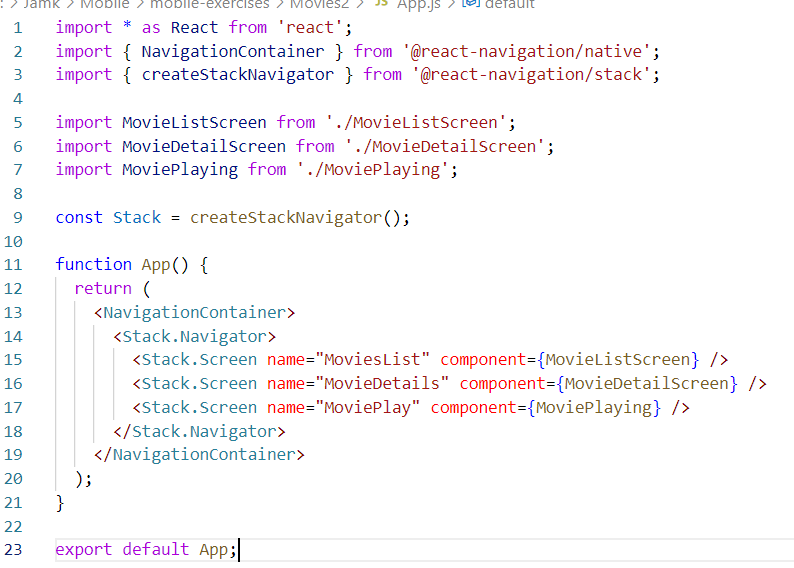 Jamk > Mobile > mobile-exercises > Movies2 > JS App.js > default
1 import * as React from 'react';
2 import { NavigationContainer } from '@react-navigation/native';
3 import { createStackNavigator } from '@react-navigation/stack';
4
5 import MovieListScreen from './MovieListScreen';
6 import MovieDetailScreen from './MovieDetailScreen';
7 import MoviePlaying from './MoviePlaying';
8
9 const Stack = createStackNavigator();
10
11 function App() {
12 return (
13 <NavigationContainer>
14 <Stack.Navigator>
15 <Stack.Screen name="MoviesList" component={MovieListScreen} />
16 <Stack.Screen name="MovieDetails" component={MovieDetailScreen} />
17 <Stack.Screen name="MoviePlay" component={MoviePlaying} />
18 </Stack.Navigator>
19 </NavigationContainer>
20 );
21 }
22
23 export default App;